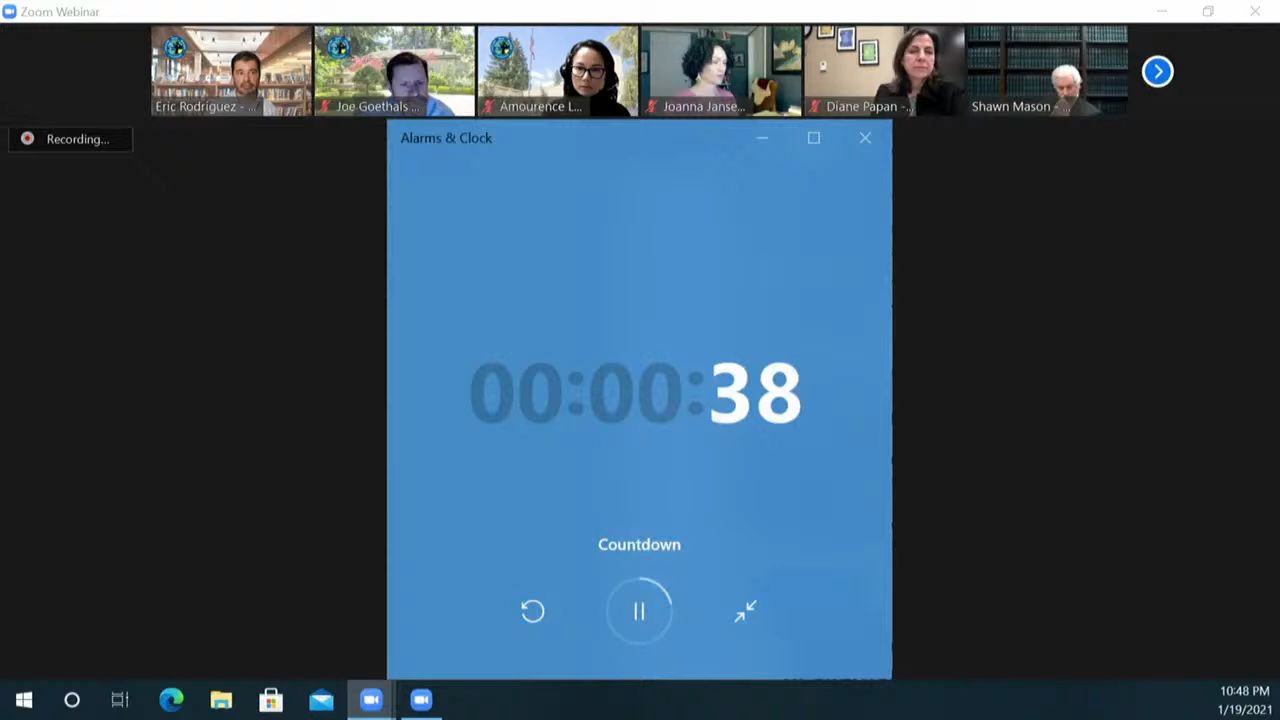 Zoom Webinar
Eric Rodriguez - ...
Joe Goethals ...
Amourence L...
Joanna Janse...
Diane Papan -...
Shawn Mason - ...
Recording...
Alarms & Clock
00:00:38
Countdown
10:48 PM
1/19/2021